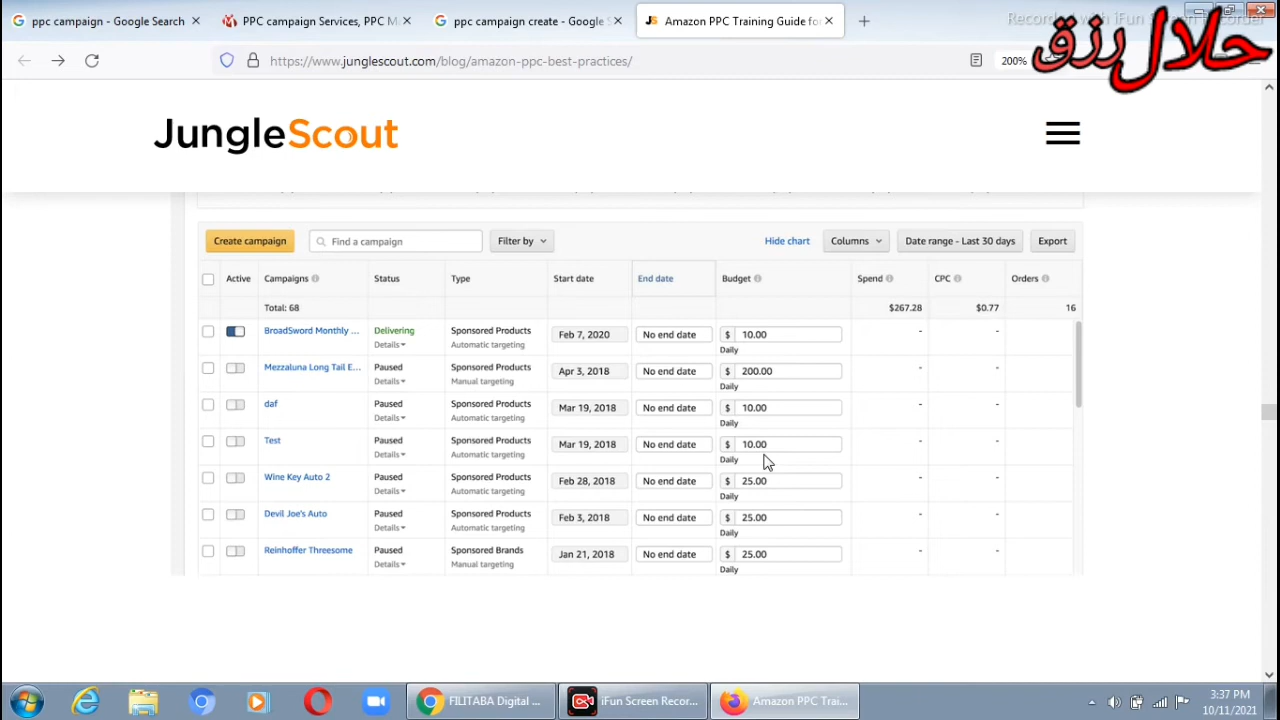 ppc campaign - Google Search
PPC campaign Services, PPC M
ppc campaign create - Google S
Amazon PPC Training Guide for
Recorded with iFun Screen Recorder
https://www.junglescout.com/blog/amazon-ppc-best-practices/
200%
حلال رزق
JungleScout
Create campaign
Find a campaign
Filter by
Hide chart
Columns
Date range - Last 30 days
Export
Active Campaigns Status Type Start date End date Budget Spend CPC Orders
Total: 68 $267.28 $0.77 16
BroadSword Monthly ... Delivering Sponsored Products Feb 7, 2020 No end date $ 10.00 - -
Details Automatic targeting Daily
Mezzaluna Long Tail E... Paused Sponsored Products Apr 3, 2018 No end date $ 200.00 - -
Details Manual targeting Daily
daf Paused Sponsored Products Mar 19, 2018 No end date $ 10.00 - -
Details Automatic targeting Daily
Test Paused Sponsored Products Mar 19, 2018 No end date $ 10.00 - -
Details Automatic targeting Daily
Wine Key Auto 2 Paused Sponsored Products Feb 28, 2018 No end date $ 25.00 - -
Details Automatic targeting Daily
Devil Joe's Auto Paused Sponsored Products Feb 3, 2018 No end date $ 25.00 - -
Details Automatic targeting Daily
Reinhoffer Threesome Paused Sponsored Brands Jan 21, 2018 No end date $ 25.00 - -
Details Manual targeting Daily
FILITABA Digital ...
iFun Screen Recor...
Amazon PPC Trai...
3:37 PM
10/11/2021